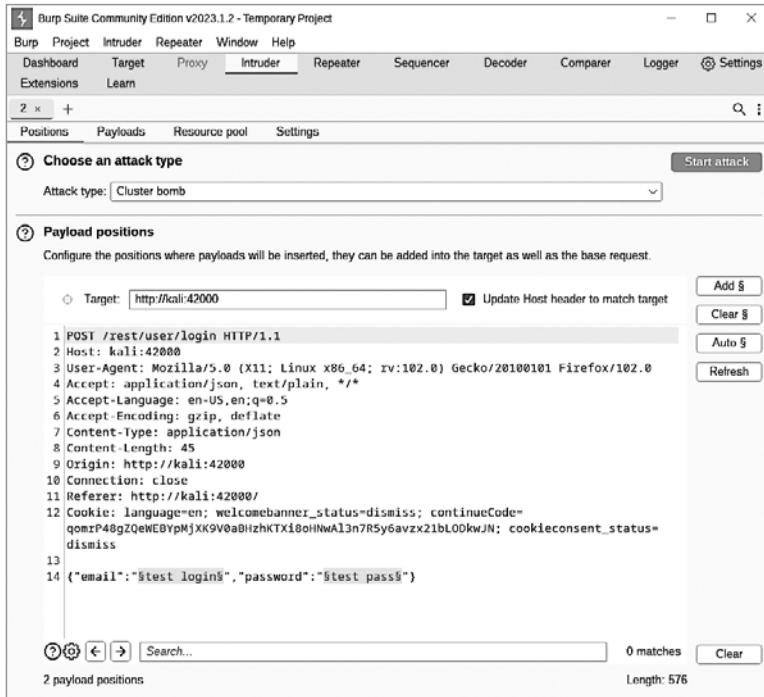 Burp Suite Community Edition v2023.1.2 - Temporary Project
Burp Project Intruder Repeater Window Help
Dashboard Target Proxy Intruder Repeater Sequencer Decoder Comparer Logger Settings
Extensions Learn
2 × +
Positions Payloads Resource pool Settings
Choose an attack type
Start attack
Attack type: Cluster bomb
Payload positions
Configure the positions where payloads will be inserted, they can be added into the target as well as the base request.
Target: http://kali:42000
Update Host header to match target
Add §
Clear §
Auto §
Refresh
1 POST /rest/user/login HTTP/1.1
2 Host: kali:42000
3 User-Agent: Mozilla/5.0 (X11; Linux x86_64; rv:102.0) Gecko/20100101 Firefox/102.0
4 Accept: application/json, text/plain, */*
5 Accept-Language: en-US,en;q=0.5
6 Accept-Encoding: gzip, deflate
7 Content-Type: application/json
8 Content-Length: 45
9 Origin: http://kali:42000
10 Connection: close
11 Referer: http://kali:42000/
12 Cookie: language=en; welcomebanner_status=dismiss; continueCode=
qomrP48gZQeWEBYpMjXK9V0aBHzhKTXi8oHNwAl3n7R5y6avzx21bLODkwJN; cookieconsent_status=
dismiss
13
14 {"email":"§test login§","password":"§test pass§"}
Search...
0 matches
Clear
2 payload positions
Length: 576